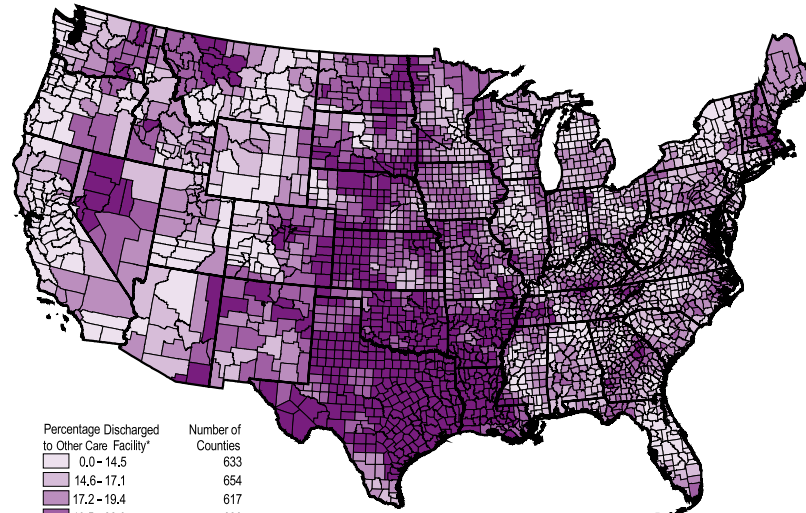 Percentage Discharged Number of
to Other Care Facility* Counties
0.0 – 14.5 633
14.6 – 17.1 654
17.2 – 19.4 617